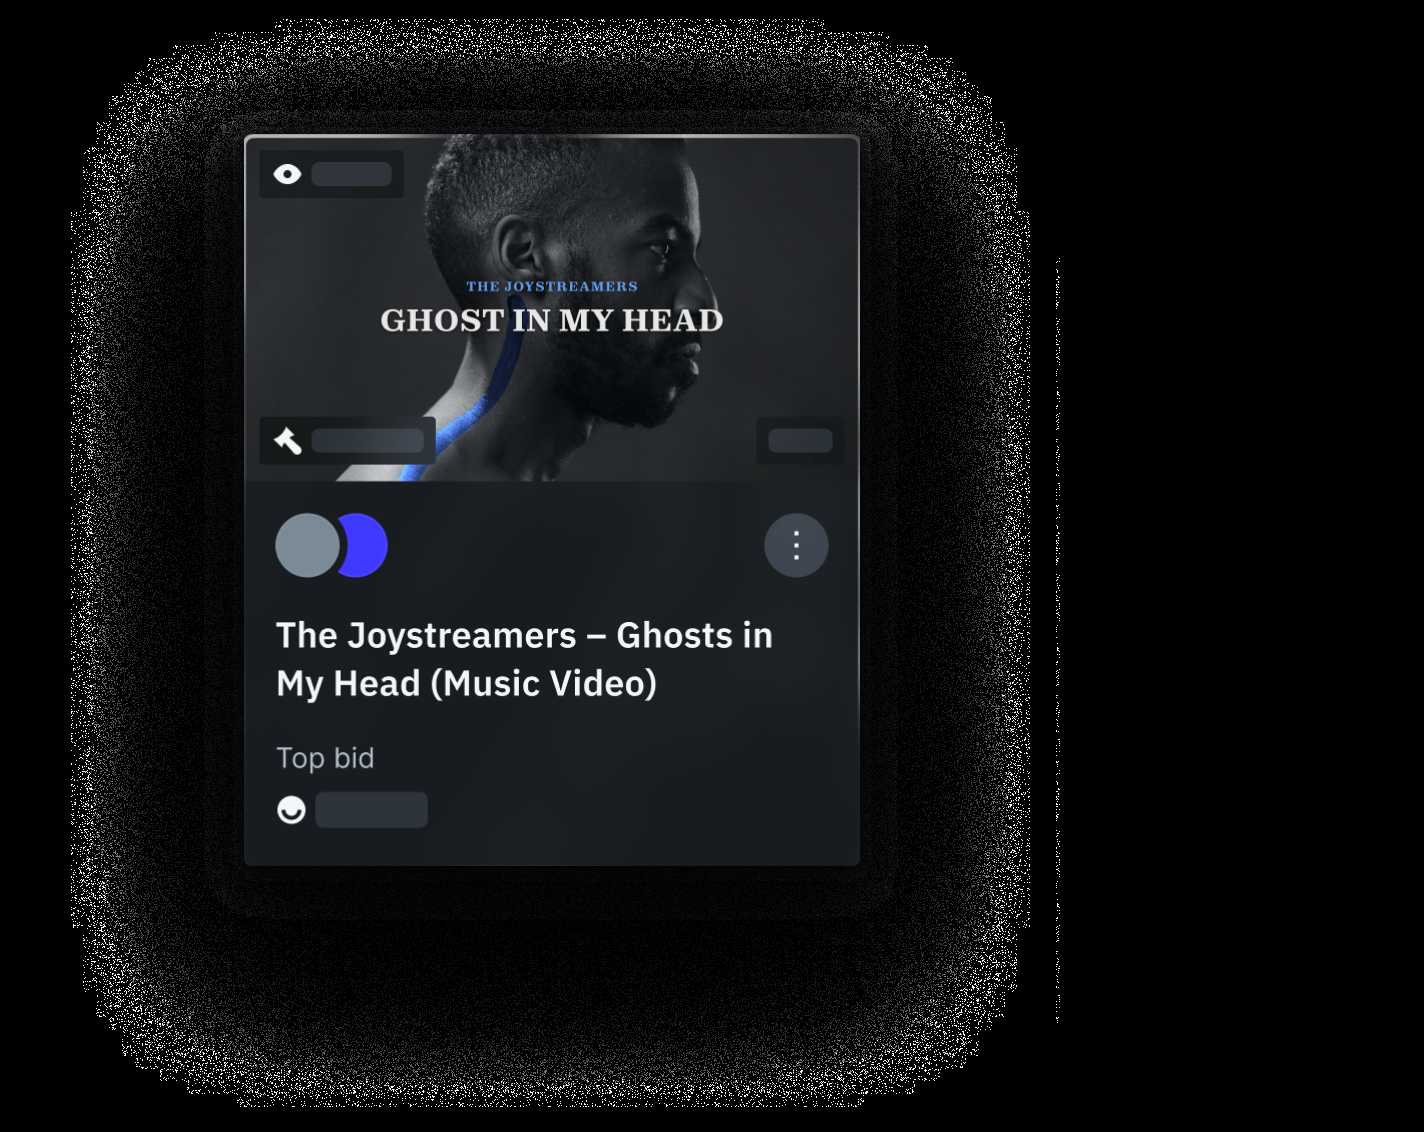 THE JOYSTREAMERS
GHOST IN MY HEAD
The Joystreamers – Ghosts in
My Head (Music Video)
Top bid